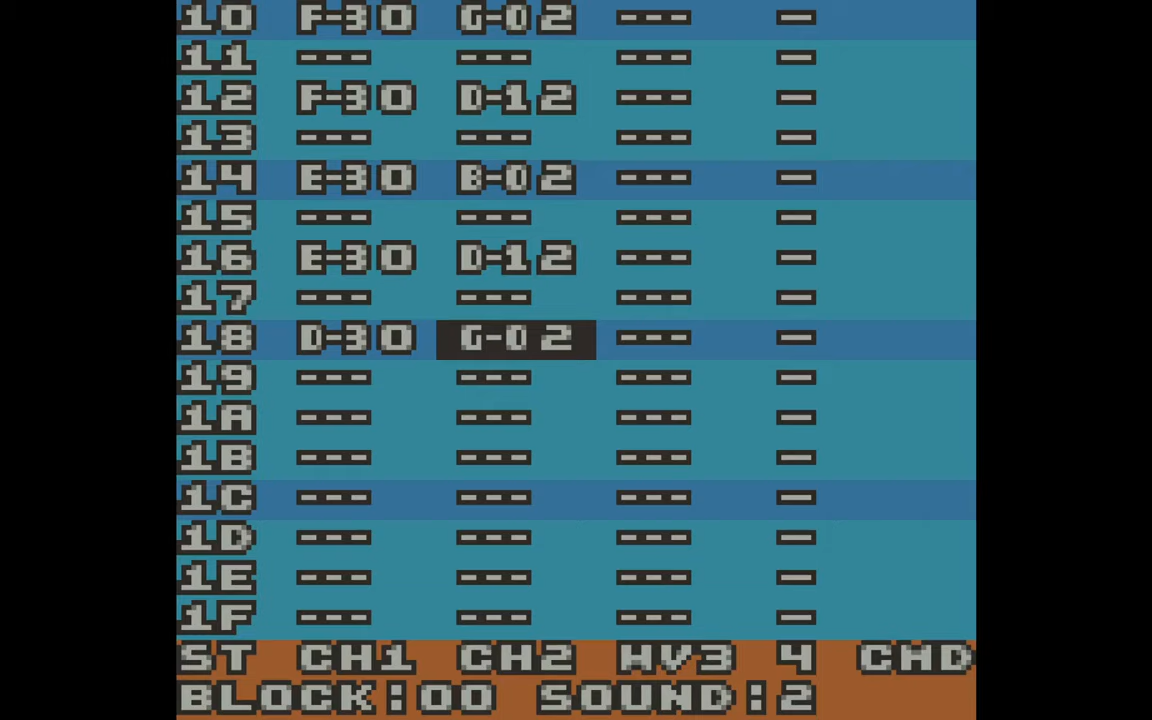 10 F-30 G-02 --- -
11 --- --- --- -
12 F-30 D-12 --- -
13 --- --- --- -
14 E-30 B-02 --- -
15 --- --- --- -
16 E-30 D-12 --- -
17 --- --- --- -
18 D-30 G-02 --- -
19 --- --- --- -
1A --- --- --- -
1B --- --- --- -
1C --- --- --- -
1D --- --- --- -
1E --- --- --- -
1F --- --- --- -
ST CH1 CH2 WV3 4 CMD
BLOCK:00 SOUND:2